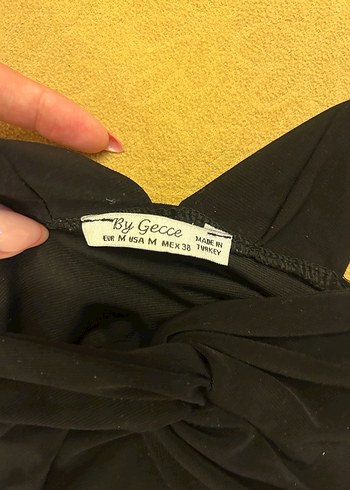 By Gecce
EUR M USA M MEX 38
MADE IN
TURKEY